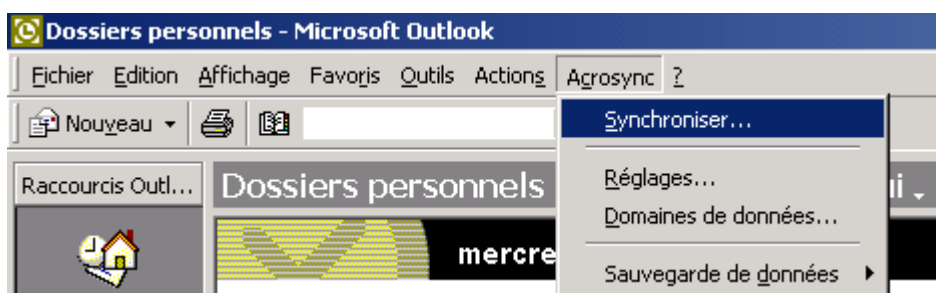 Dossiers personnels - Microsoft Outlook
Fichier Edition Affichage Favoris Outils Actions Agrosync ?
Nouveau
Synchroniser...
Raccourcis Outl... Dossiers personnels
Réglages...
Domaines de données...
mercre
Sauvegarde de données